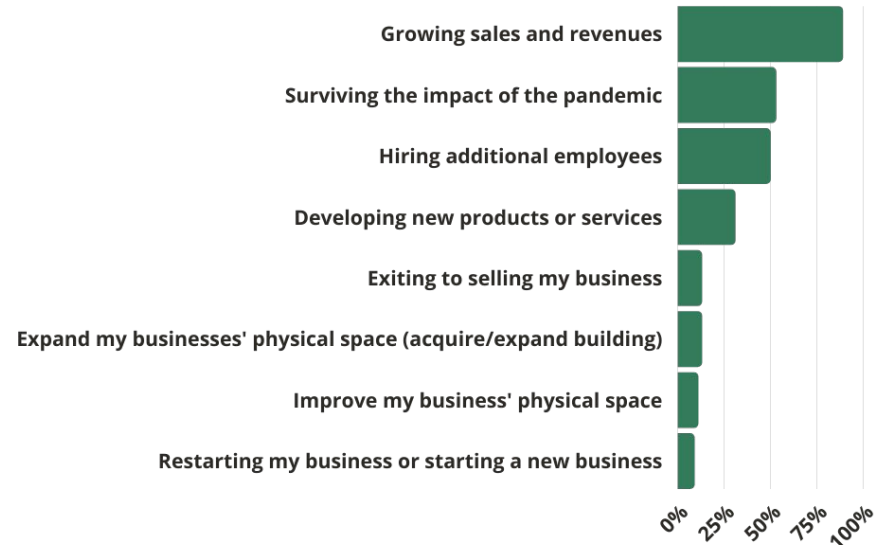 Growing sales and revenues
Surviving the impact of the pandemic
Hiring additional employees
Developing new products or services
Exiting to selling my business
Expand my businesses' physical space (acquire/expand building)
Improve my business' physical space
Restarting my business or starting a new business
0%
25%
50%
75%
100%